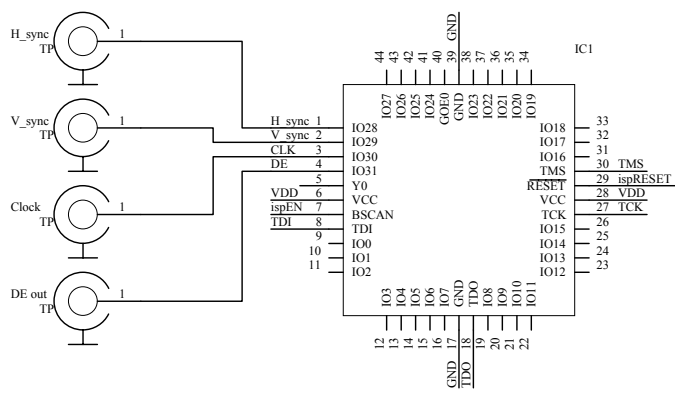 H_sync
TP
1
V_sync
TP
1
Clock
TP
1
DE out
TP
1
IC1
GND
44
43
42
41
40
39
38
37
36
35
34
IO27
IO26
IO25
IO24
GOE0
GND
IO23
IO22
IO21
IO20
IO19
H_sync 1 IO28
V_sync 2 IO29
CLK 3 IO30
DE 4 IO31
5 Y0
VDD 6 VCC
ispEN 7 BSCAN
TDI 8 TDI
9 IO0
10 IO1
11 IO2
IO18 33
IO17 32
IO16 31
TMS 30 TMS
RESET 29 ispRESET
VCC 28 VDD
TCK 27 TCK
IO15 26
IO14 25
IO13 24
IO12 23
IO3
IO4
IO5
IO6
IO7
GND
TDO
IO8
IO9
IO10
IO11
12
13
14
15
16
17
18
19
20
21
22
GND
TDO